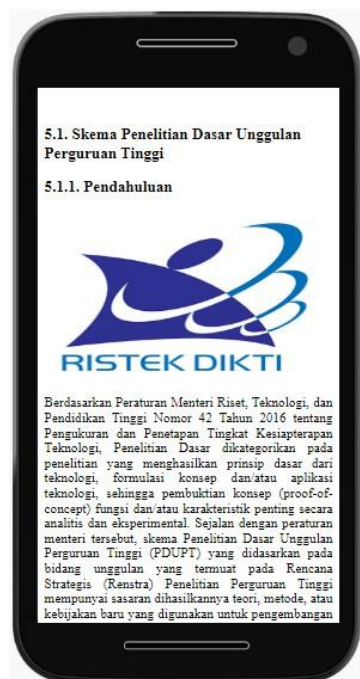 5.1. Skema Penelitian Dasar Unggulan
Perguruan Tinggi
5.1.1. Pendahuluan
RISTEK DIKTI
Berdasarkan Peraturan Menteri Riset, Teknologi, dan
Pendidikan Tinggi Nomor 42 Tahun 2016 tentang
Pengukuran dan Penetapan Tingkat Kesiapterapan
Teknologi, Penelitian Dasar dikategorikan pada
penelitian yang menghasilkan prinsip dasar dari
teknologi, formulasi konsep dan/atau aplikasi
teknologi, sehingga pembuktian konsep (proof-of-
concept) fungsi dan/atau karakteristik penting secara
analitis dan eksperimental. Sejalan dengan peraturan
menteri tersebut, skema Penelitian Dasar Unggulan
Perguruan Tinggi (PDUPT) yang didasarkan pada
bidang unggulan yang termuat pada Rencana
Strategis (Renstra) Penelitian Perguruan Tinggi
mempunyai sasaran dihasilkannya teori, metode, atau
kebijakan baru yang digunakan untuk pengembangan